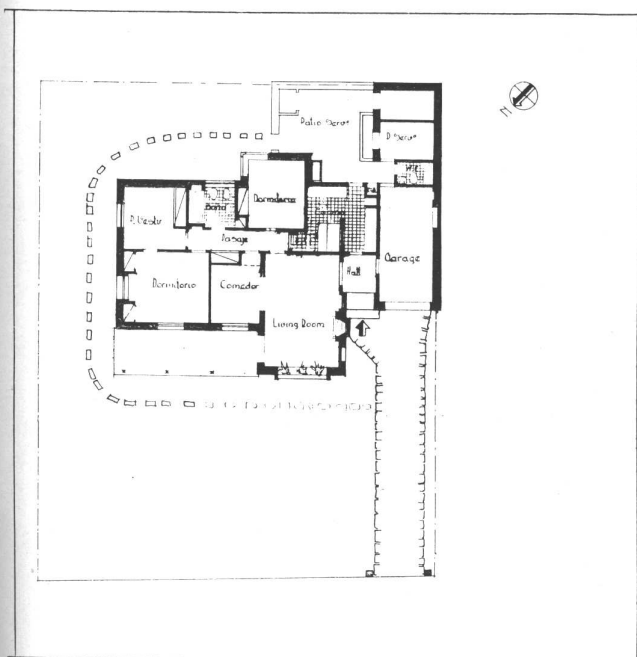 Patio Serv°
D. Serv°
W.C.
Dormitorio
Baño
D. Vestir
Pasaje
Hall
Garage
Dormitorio
Comedor
Living Room
N